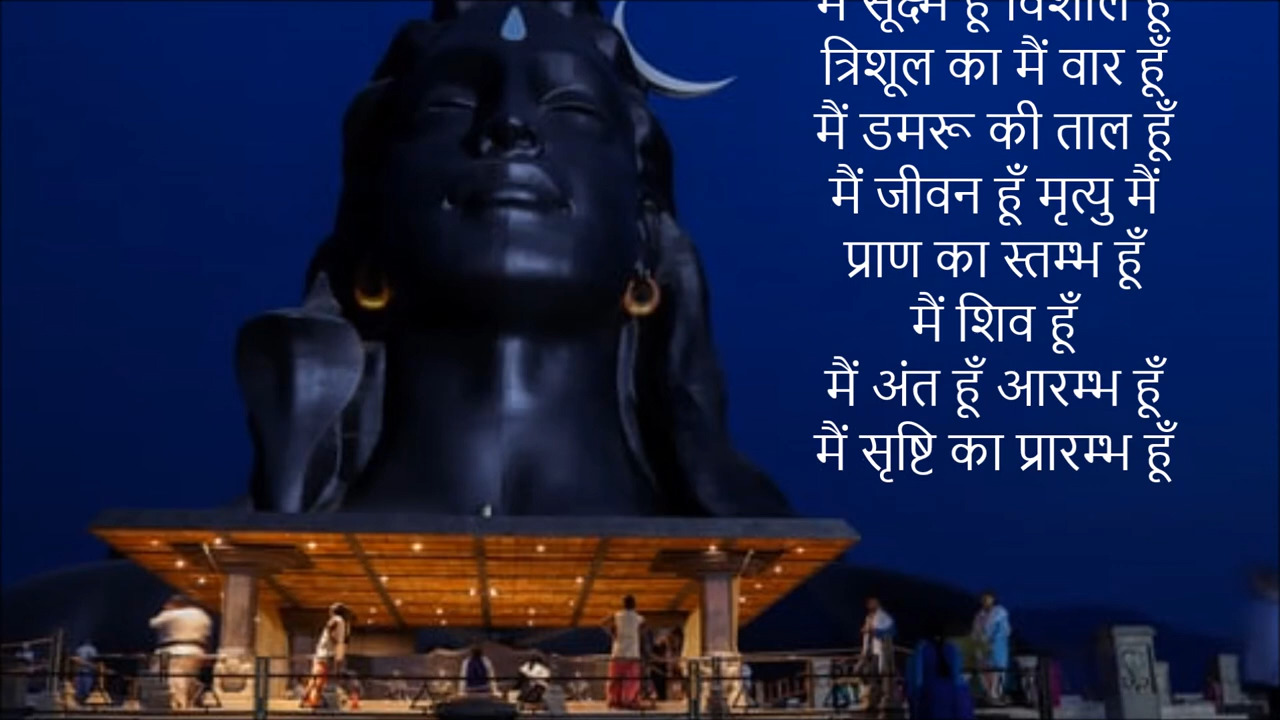 मैं सूक्ष्म हूँ विशाल हूँ
त्रिशूल का मैं वार हूँ
मैं डमरू की ताल हूँ
मैं जीवन हूँ मृत्यु मैं
प्राण का स्तम्भ हूँ
मैं शिव हूँ
मैं अंत हूँ आरम्भ हूँ
मैं सृष्टि का प्रारम्भ हूँ